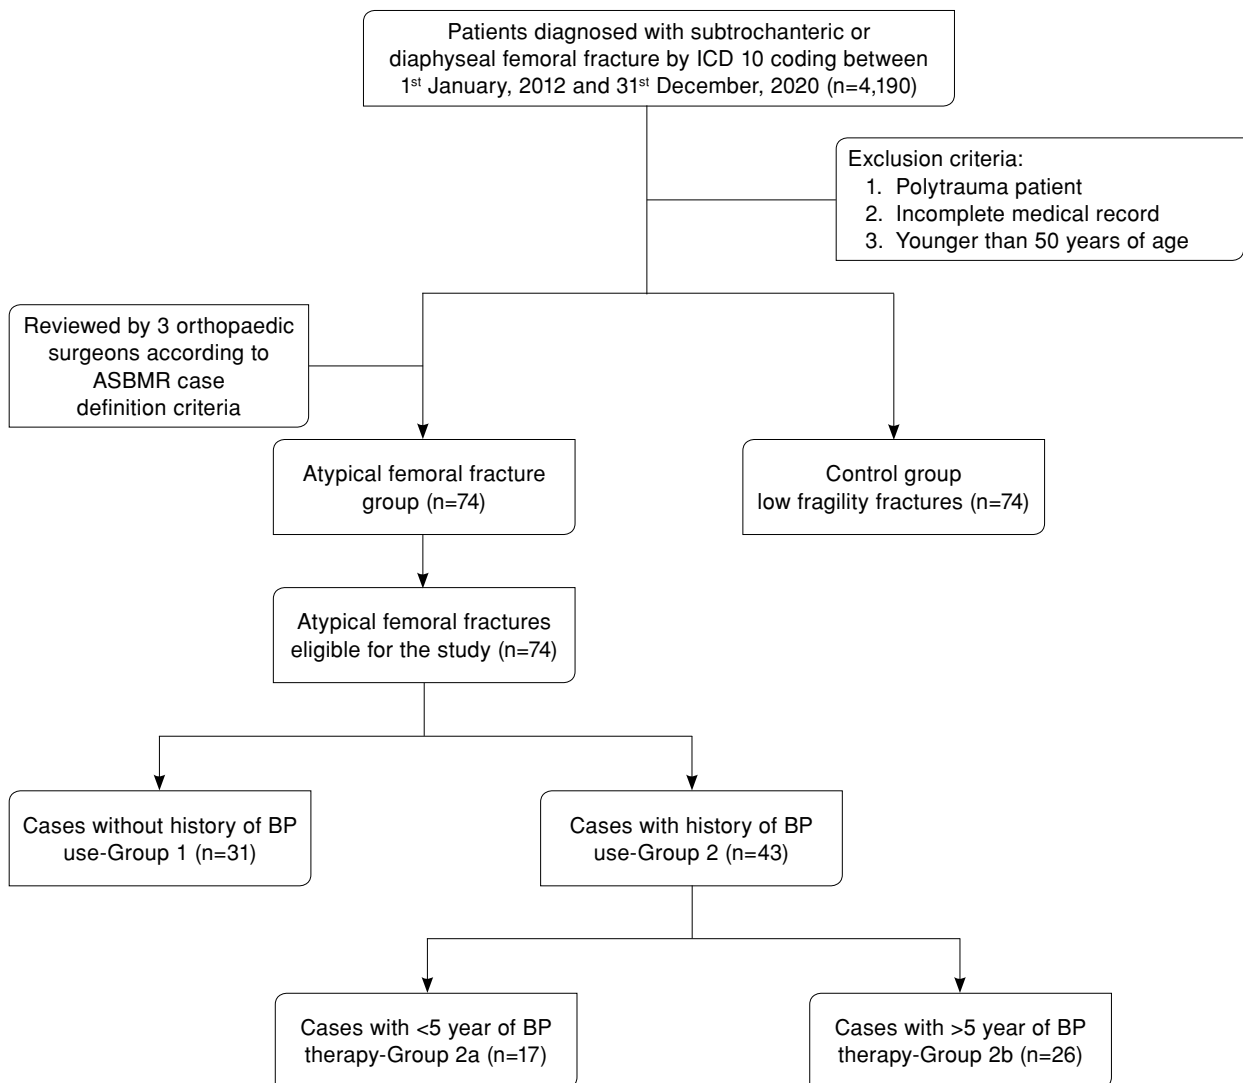 Patients diagnosed with subtrochanteric or
diaphyseal femoral fracture by ICD 10 coding between
1st January, 2012 and 31st December, 2020 (n=4,190)
Exclusion criteria:
1. Polytrauma patient
2. Incomplete medical record
3. Younger than 50 years of age
Reviewed by 3 orthopaedic
surgeons according to
ASBMR case
definition criteria
Atypical femoral fracture
group (n=74)
Control group
low fragility fractures (n=74)
Atypical femoral fractures
eligible for the study (n=74)
Cases without history of BP
use-Group 1 (n=31)
Cases with history of BP
use-Group 2 (n=43)
Cases with <5 year of BP
therapy-Group 2a (n=17)
Cases with >5 year of BP
therapy-Group 2b (n=26)